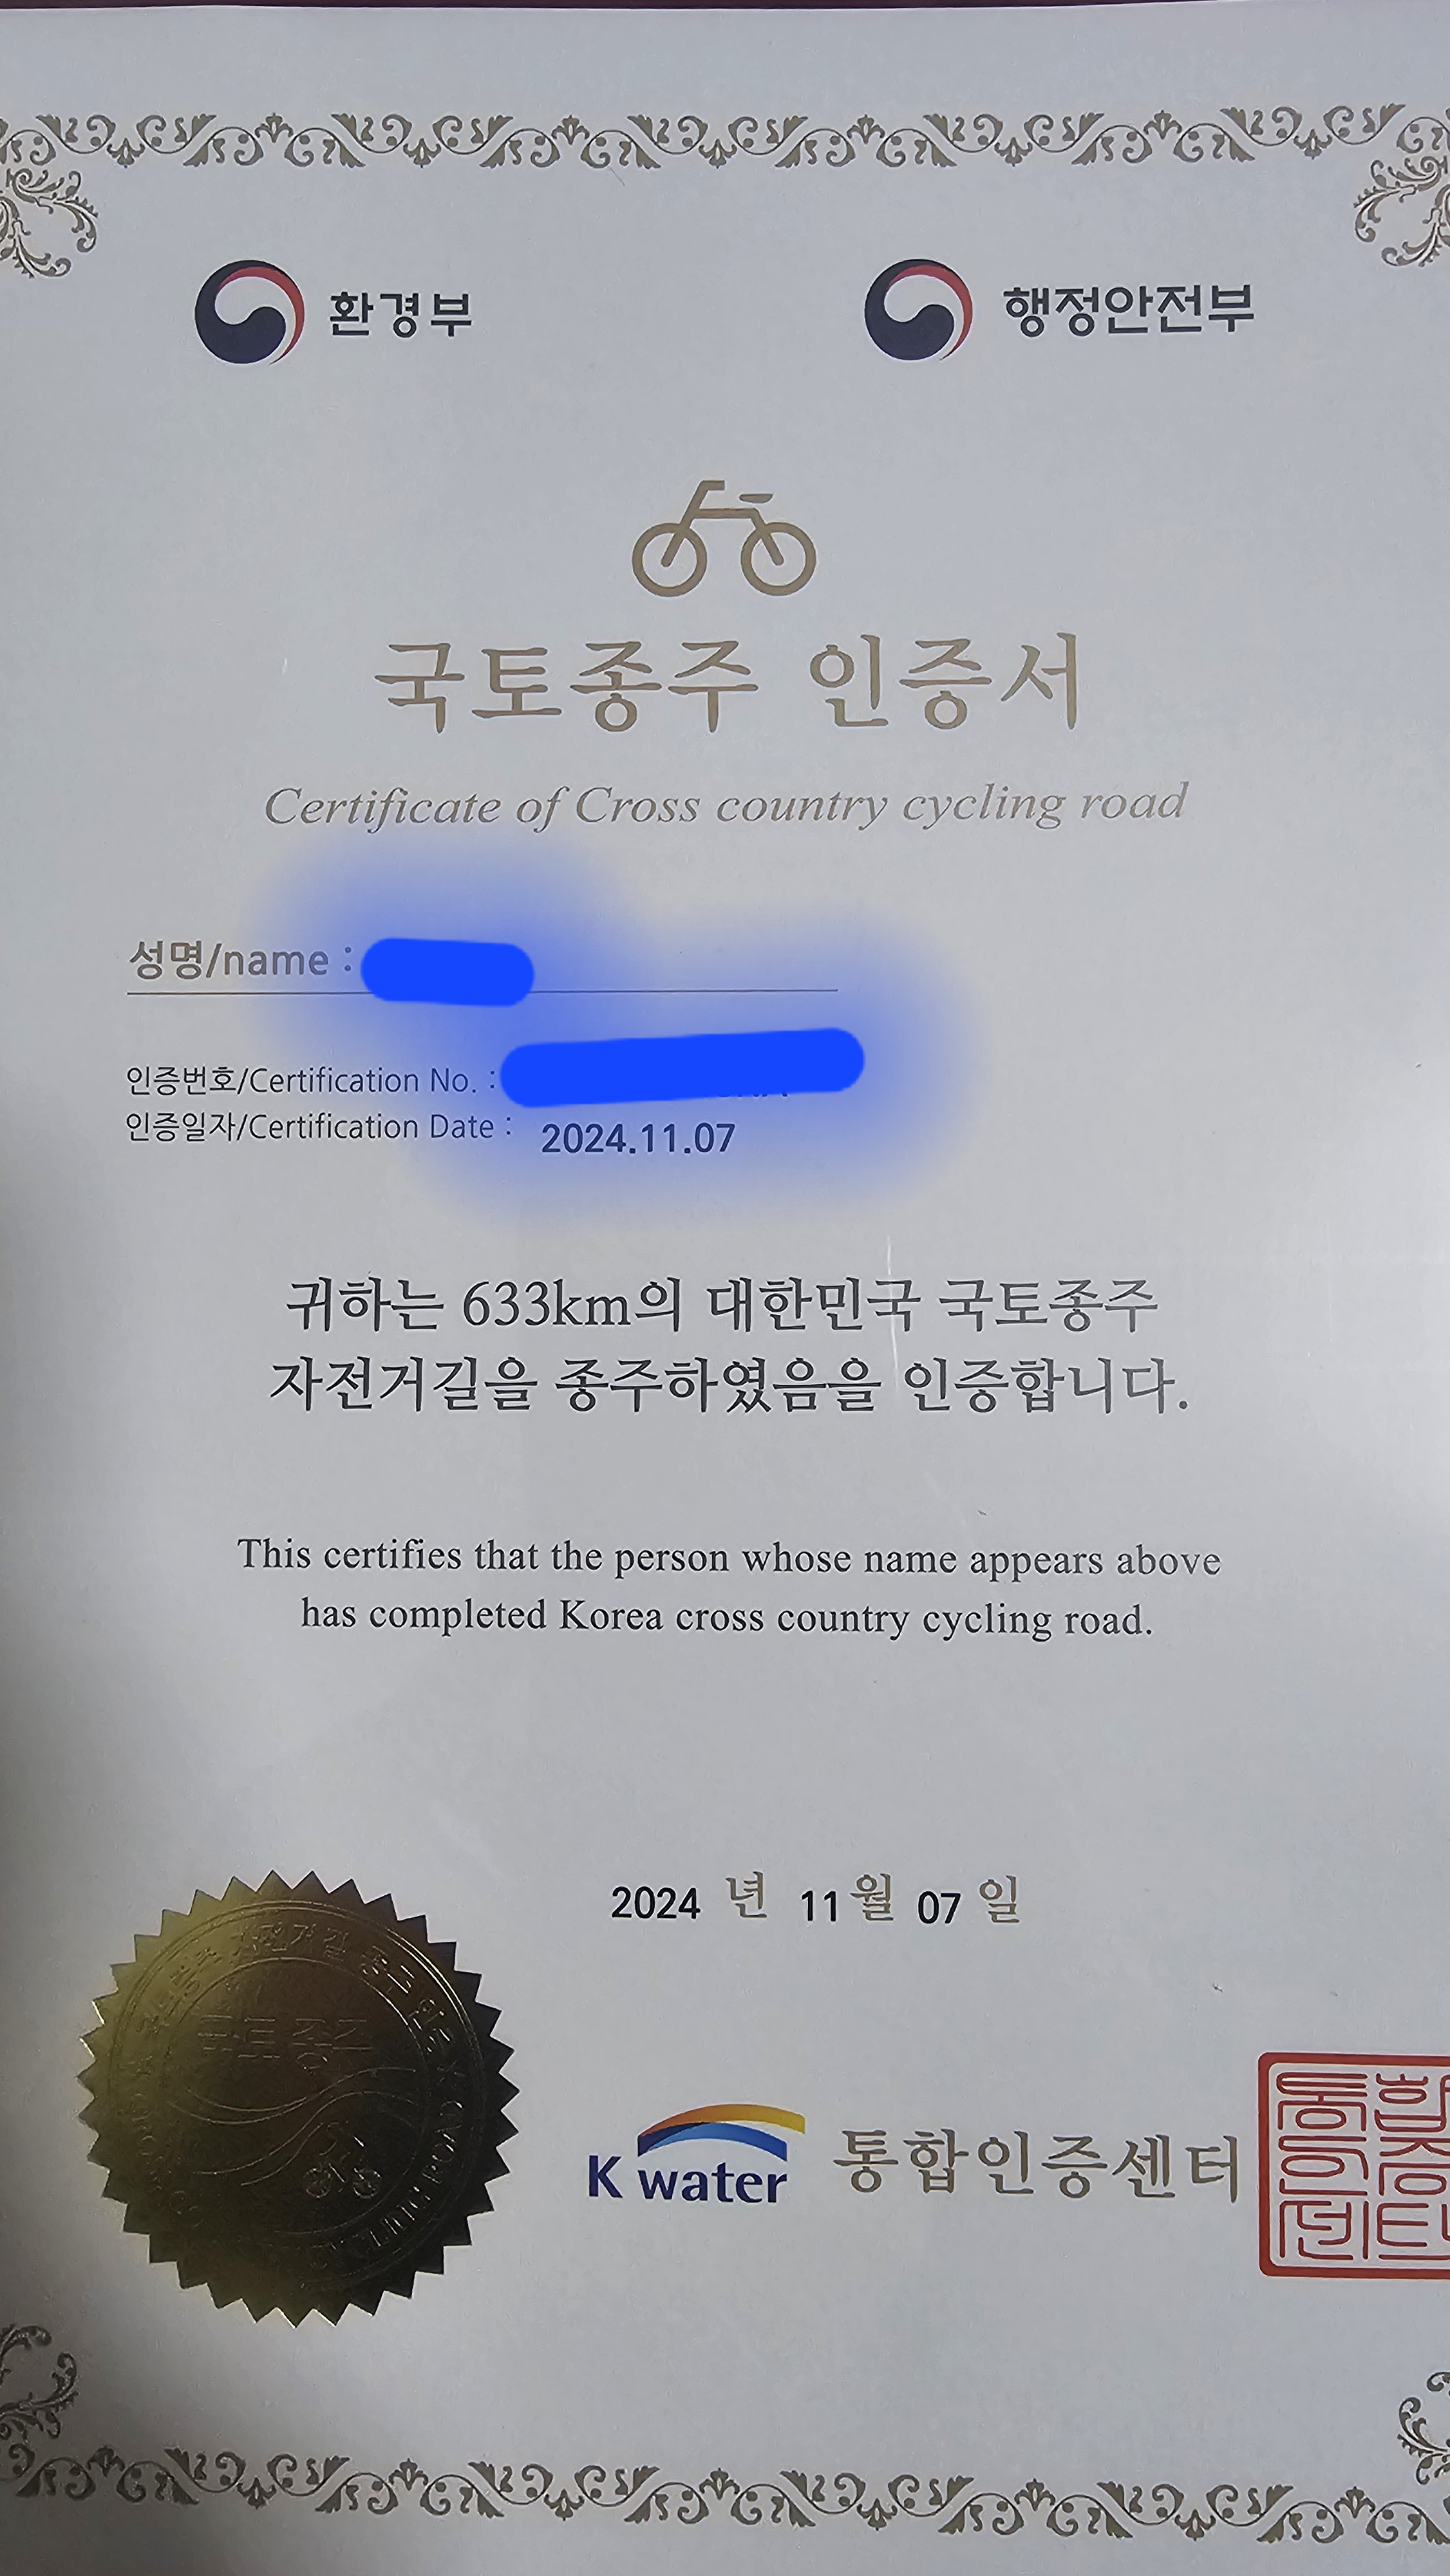 환경부
행정안전부
국토종주 인증서
Certificate of Cross country cycling road
성명/name :
인증번호/Certification No. :
인증일자/Certification Date : 2024.11.07
귀하는 633km의 대한민국 국토종주
자전거길을 종주하였음을 인증합니다.
This certifies that the person whose name appears above
has completed Korea cross country cycling road.
2024 년 11 월 07 일
국토종주
K water 통합인증센터